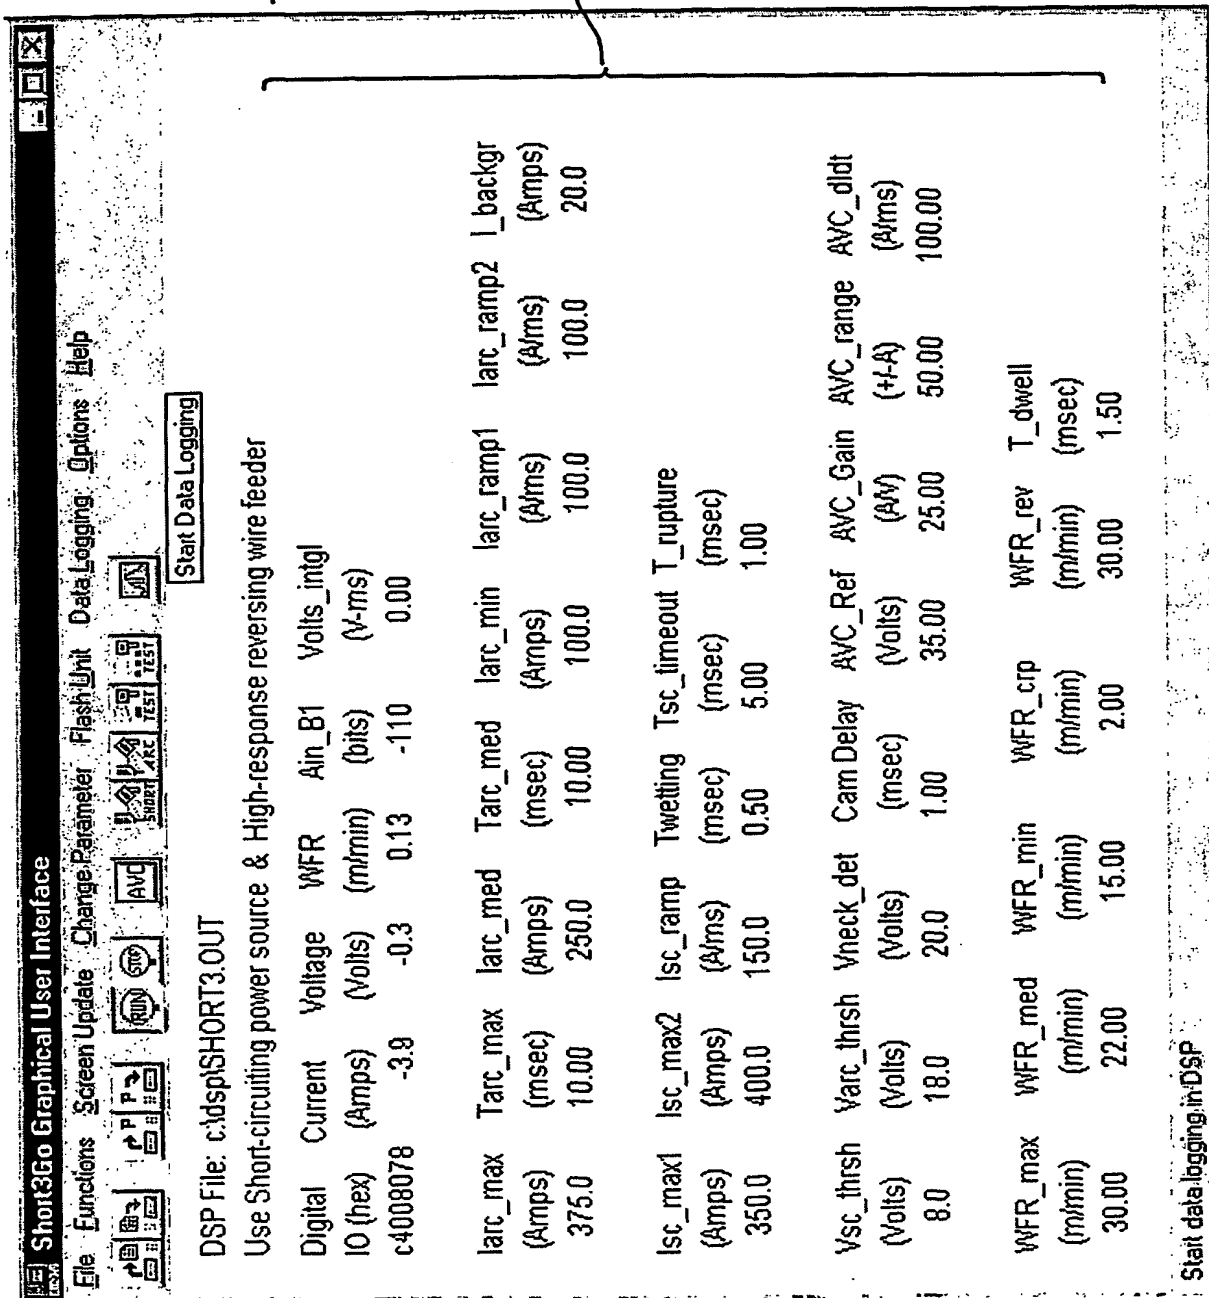 Short3Go Graphical User Interface
File Functions Screen Update Change Parameter Flash Unit Data Logging Options Help
P P RUN STOP AVC SHORT ARC TEST TEST
Start Data Logging
DSP File: c:\dsp\SHORT3.OUT
Use Short-circuiting power source & High-response reversing wire feeder
Digital Current Voltage WFR Ain_B1 Volts_intgl
IO (hex) (Amps) (Volts) (m/min) (bits) (V-ms)
c4008078 -3.9 -0.3 0.13 -110 0.00
Iarc_max Tarc_max Iarc_med Tarc_med Iarc_min Iarc_ramp1 Iarc_ramp2 I_backgr
(Amps) (msec) (Amps) (msec) (Amps) (A/ms) (A/ms) (Amps)
375.0 10.00 250.0 10.00 100.0 100.0 100.0 20.0
Isc_max1 Isc_max2 Isc_ramp Twetting Tsc_timeout T_rupture
(Amps) (Amps) (A/ms) (msec) (msec) (msec)
350.0 400.0 150.0 0.50 5.00 1.00
Vsc_thrsh Varc_thrsh Vneck_det Cam Delay AVC_Ref AVC_Gain AVC_range AVC_dIdt
(Volts) (Volts) (Volts) (msec) (Volts) (A/V) (+/-A) (A/ms)
8.0 18.0 20.0 1.00 35.00 25.00 50.00 100.00
WFR_max WFR_med WFR_min WFR_crp WFR_rev T_dwell
(m/min) (m/min) (m/min) (m/min) (m/min) (msec)
30.00 22.00 15.00 2.00 30.00 1.50
Start data logging in DSP